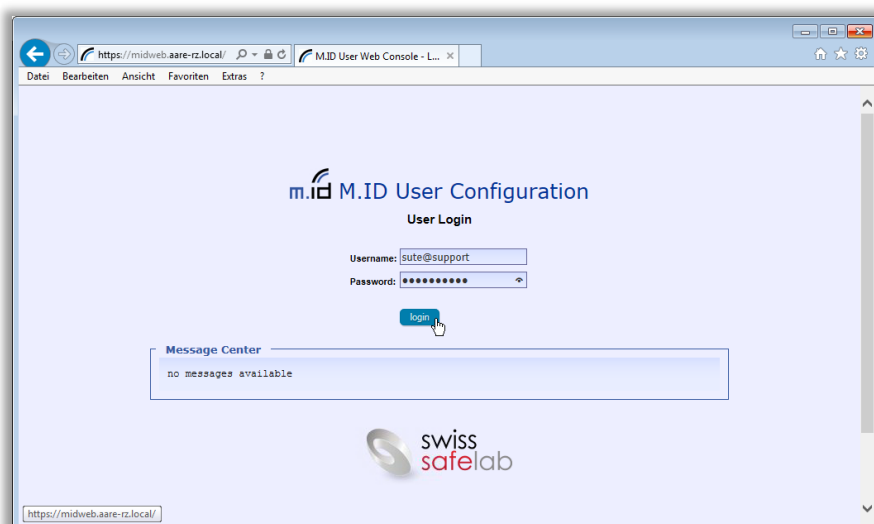 https://midweb.aare-rz.local/
M.ID User Web Console - L...
Datei Bearbeiten Ansicht Favoriten Extras ?
m.id M.ID User Configuration
User Login
Username: sute@support
Password: ●●●●●●●●●●
login
Message Center
no messages available
swiss
safelab
https://midweb.aare-rz.local/